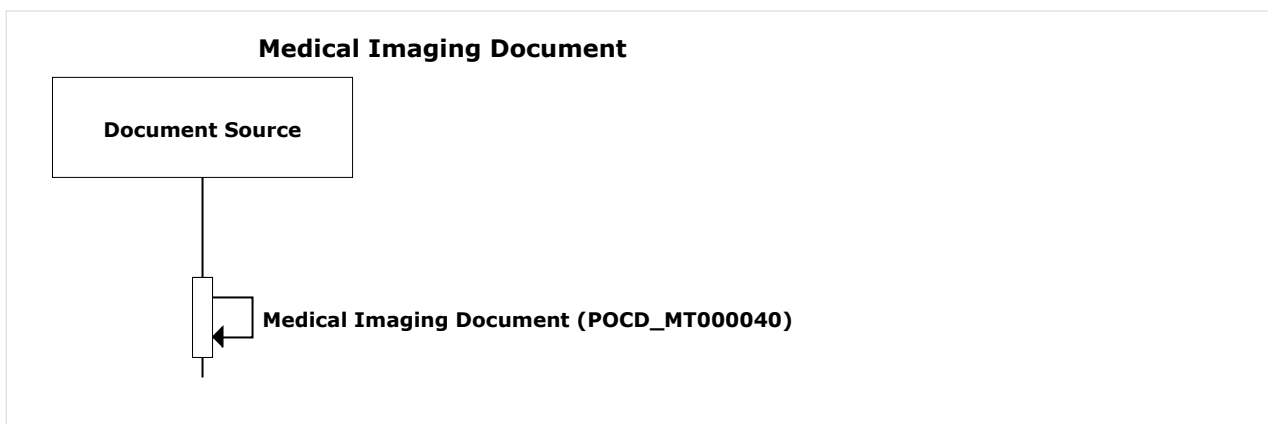 Medical Imaging Document
Document Source
Medical Imaging Document (POCD_MT000040)